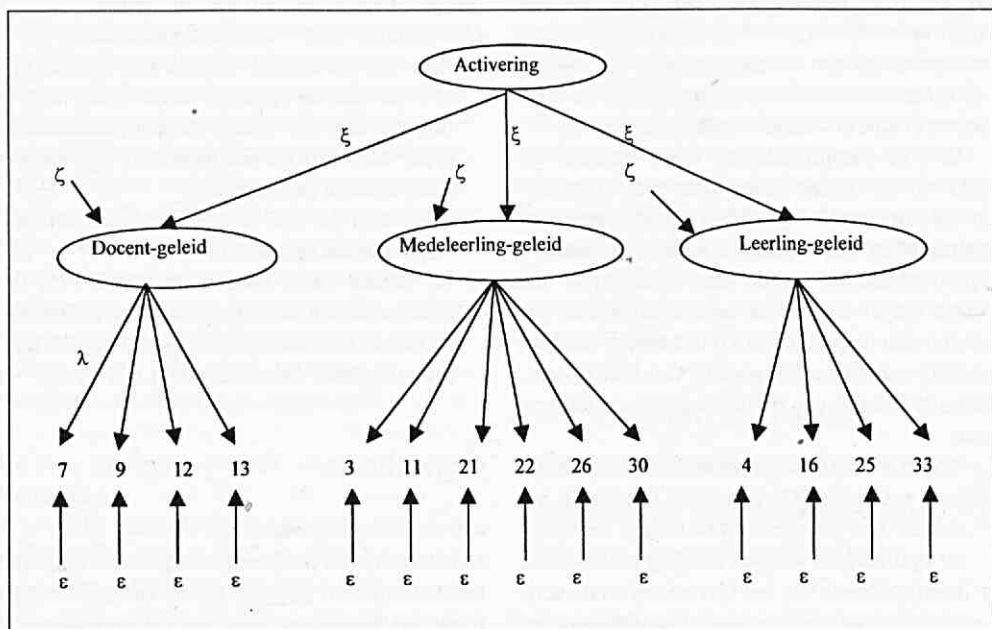 Activering
ξ ξ ξ
ζ ζ ζ
Docent-geleid Medeleerling-geleid Leerling-geleid
λ
7 9 12 13 3 11 21 22 26 30 4 16 25 33
ε ε ε ε ε ε ε ε ε ε ε ε ε ε